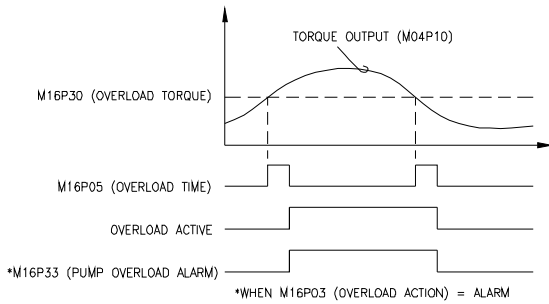 TORQUE OUTPUT (M04P10)
M16P30 (OVERLOAD TORQUE)
M16P05 (OVERLOAD TIME)
OVERLOAD ACTIVE
*M16P33 (PUMP OVERLOAD ALARM)
*WHEN M16P03 (OVERLOAD ACTION) = ALARM